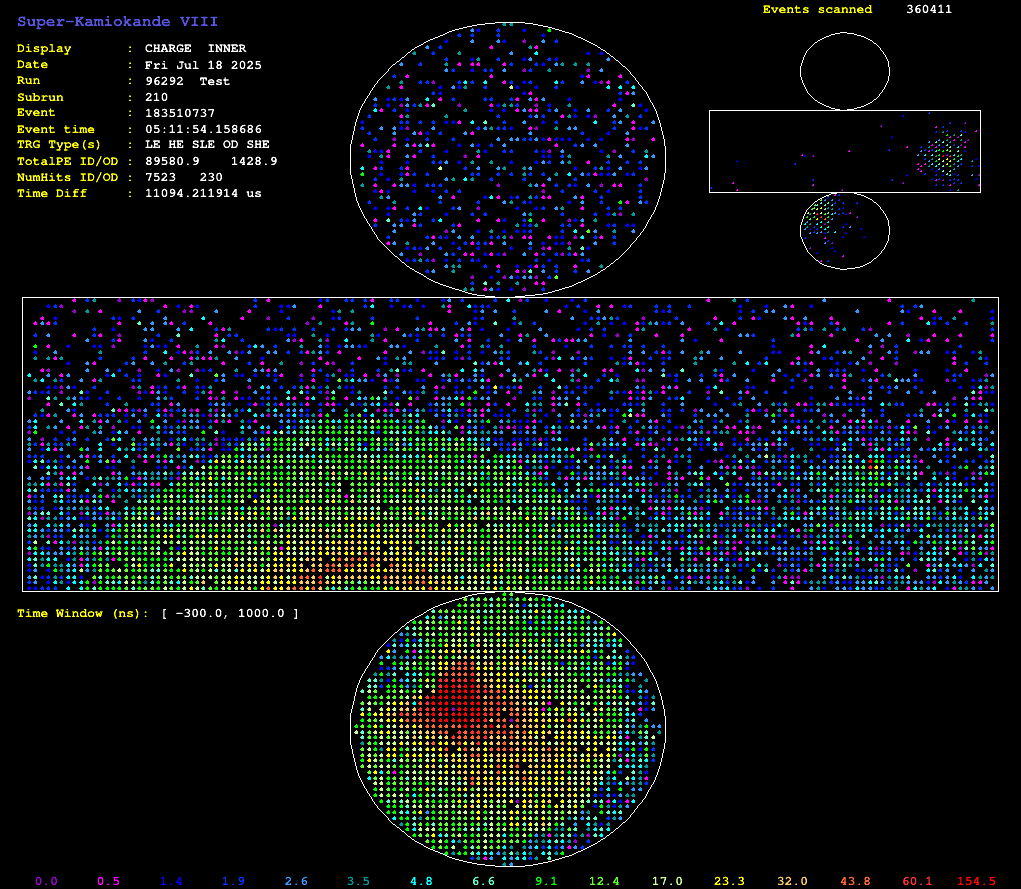 Super-Kamiokande VIII
Events scanned 360411
Display : CHARGE INNER
Date : Fri Jul 18 2025
Run : 96292 Test
Subrun : 210
Event : 183510737
Event time : 05:11:54.158686
TRG Type(s) : LE HE SLE OD SHE
TotalPE ID/OD : 89580.9 1428.9
NumHits ID/OD : 7523 230
Time Diff : 11094.211914 us
Time Window (ns): [ -300.0, 1000.0 ]
0.0 0.5 1.4 1.9 2.6 3.5 4.8 6.6 9.1 12.4 17.0 23.3 32.0 43.8 60.1 154.5